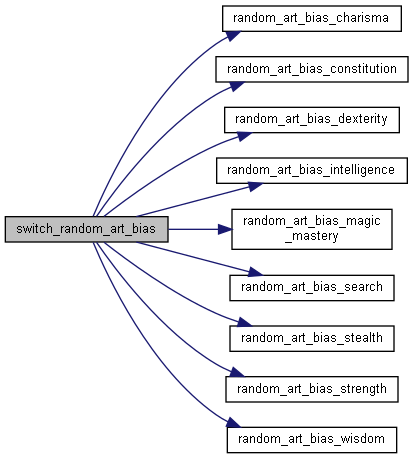 random_art_bias_charisma
random_art_bias_constitution
random_art_bias_dexterity
random_art_bias_intelligence
switch_random_art_bias
random_art_bias_magic
_mastery
random_art_bias_search
random_art_bias_stealth
random_art_bias_strength
random_art_bias_wisdom